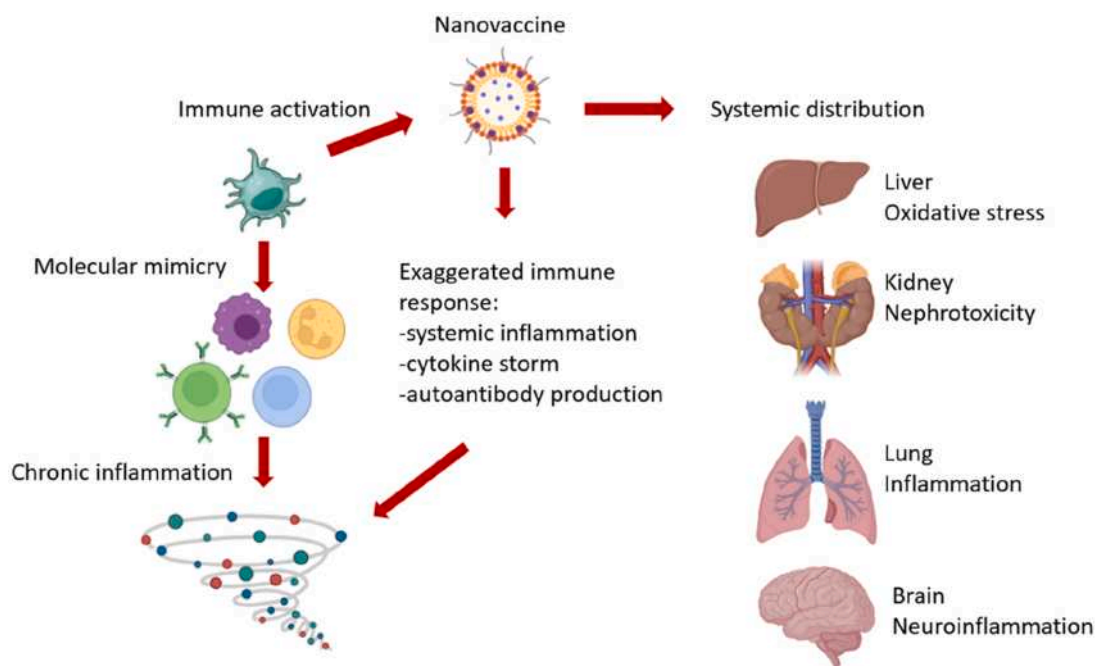 Nanovaccine
Immune activation
Systemic distribution
Liver
Oxidative stress
Molecular mimicry
Exaggerated immune
response:
-systemic inflammation
-cytokine storm
-autoantibody production
Kidney
Nephrotoxicity
Chronic inflammation
Lung
Inflammation
Brain
Neuroinflammation